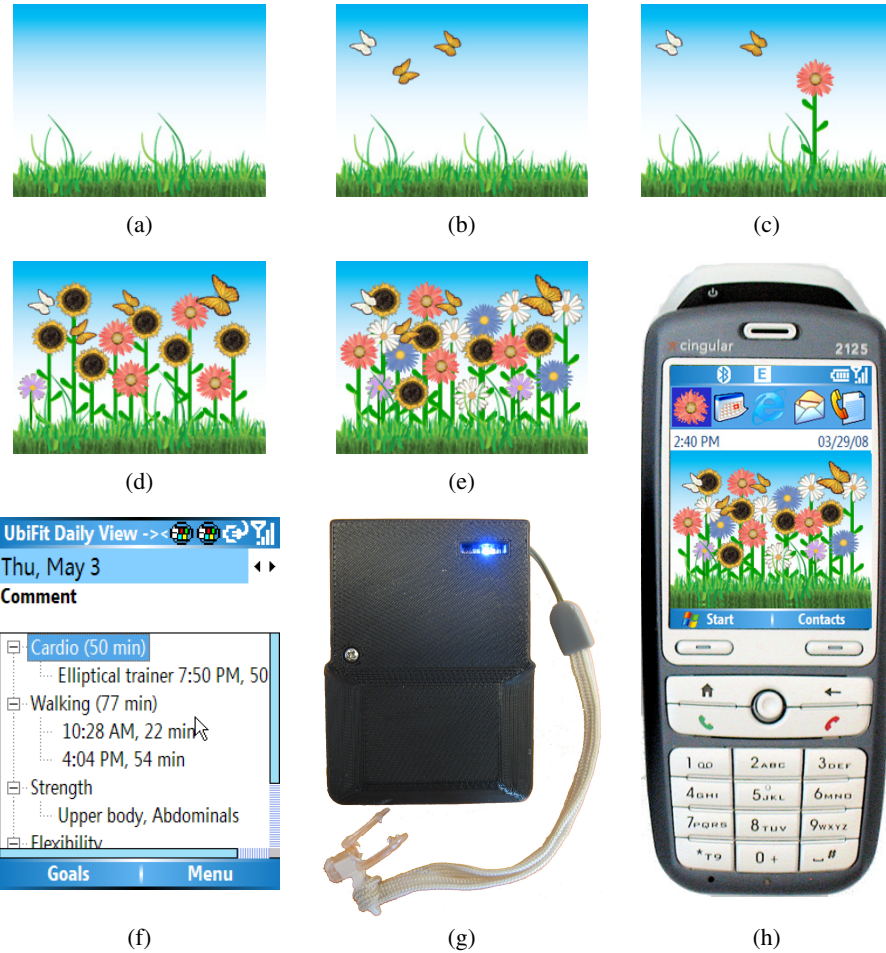 (a)
(b)
(c)
(d)
(e)
cingular
2125
E
2:40 PM
03/29/08
Start
Contacts
1
2ABC
3DEF
4GHI
5JKL
6MNO
7PQRS
8TUV
9WXYZ
*T9
0 +
#
UbiFit Daily View -><
Thu, May 3
Comment
Cardio (50 min)
Elliptical trainer 7:50 PM, 50
Walking (77 min)
10:28 AM, 22 min
4:04 PM, 54 min
Strength
Upper body, Abdominals
Flexibility
Goals
Menu
(f)
(g)
(h)